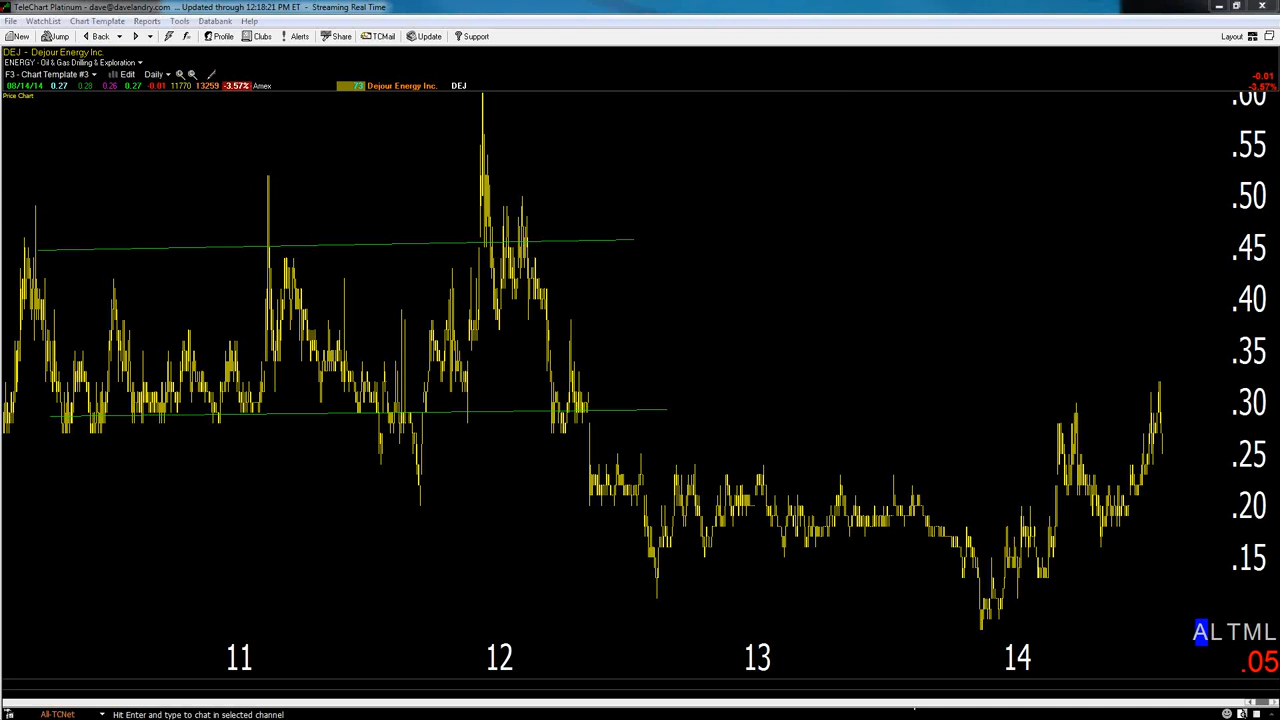 TeleChart Platinum - dave@davelandry.com ... Updated through 12:18:21 PM ET - Streaming Real Time
File WatchList Chart Template Reports Tools Databank Help
New Jump Back Profile Clubs Alerts Share TCMail Update Support Layout
DEJ - Dejour Energy Inc.
ENERGY - Oil & Gas Drilling & Exploration
F3 - Chart Template #3 Edit Daily
-0.01
08/14/14 0.27 0.28 0.26 0.27 -0.01 11770 13259 -3.57% Amex 73 Dejour Energy Inc. DEJ -3.57%
Price Chart
.60
.55
.50
.45
.40
.35
.30
.25
.20
.15
ALTML
11 12 13 14
.05
All-TCNet Hit Enter and type to chat in selected channel